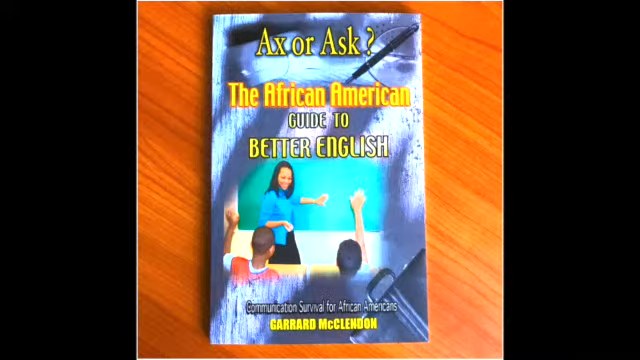 Ax or Ask?
The African American
GUIDE TO
BETTER ENGLISH
Communication Survival for African Americans
GARRARD McCLENDON